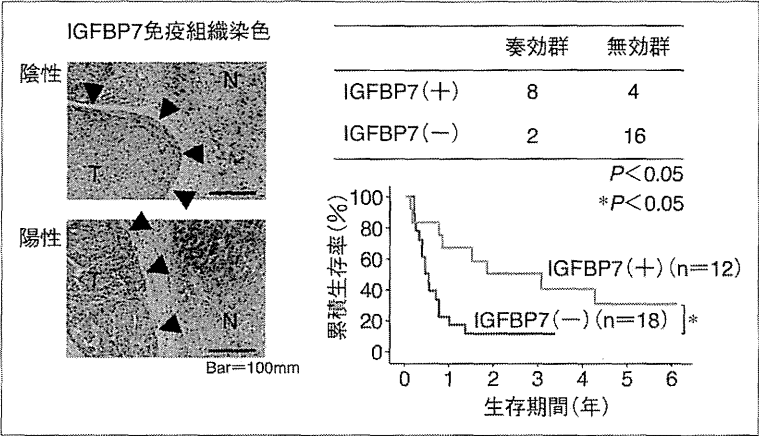 IGFBP7免疫組織染色
陰性
N
T
陽性
T
N
Bar=100mm
奏効群 無効群
IGFBP7(＋) 8 4
IGFBP7(－) 2 16
P＜0.05
*P＜0.05
累積生存率(%)
100
80
60
40
20
0
IGFBP7(＋)(n=12)
IGFBP7(－)(n=18)
*
0 1 2 3 4 5 6
生存期間(年)